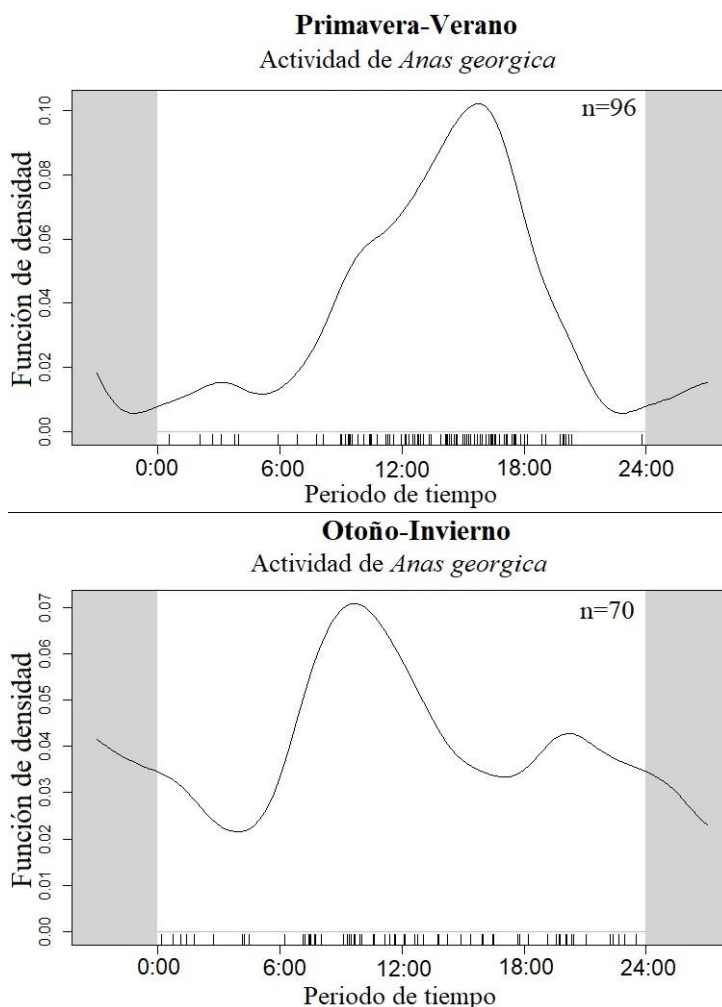 Primavera-Verano
Actividad de Anas georgica
n=96
Función de densidad
0.10
0.08
0.06
0.04
0.02
0.00
0:00 6:00 12:00 18:00 24:00
Periodo de tiempo
Otoño-Invierno
Actividad de Anas georgica
n=70
Función de densidad
0.07
0.06
0.05
0.04
0.03
0.02
0.01
0.00
0:00 6:00 12:00 18:00 24:00
Periodo de tiempo